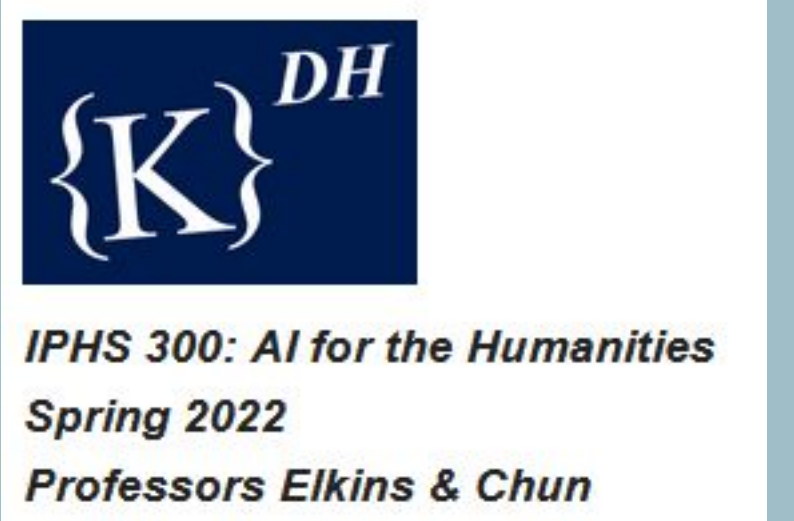 {K} DH
IPHS 300: AI for the Humanities
Spring 2022
Professors Elkins & Chun